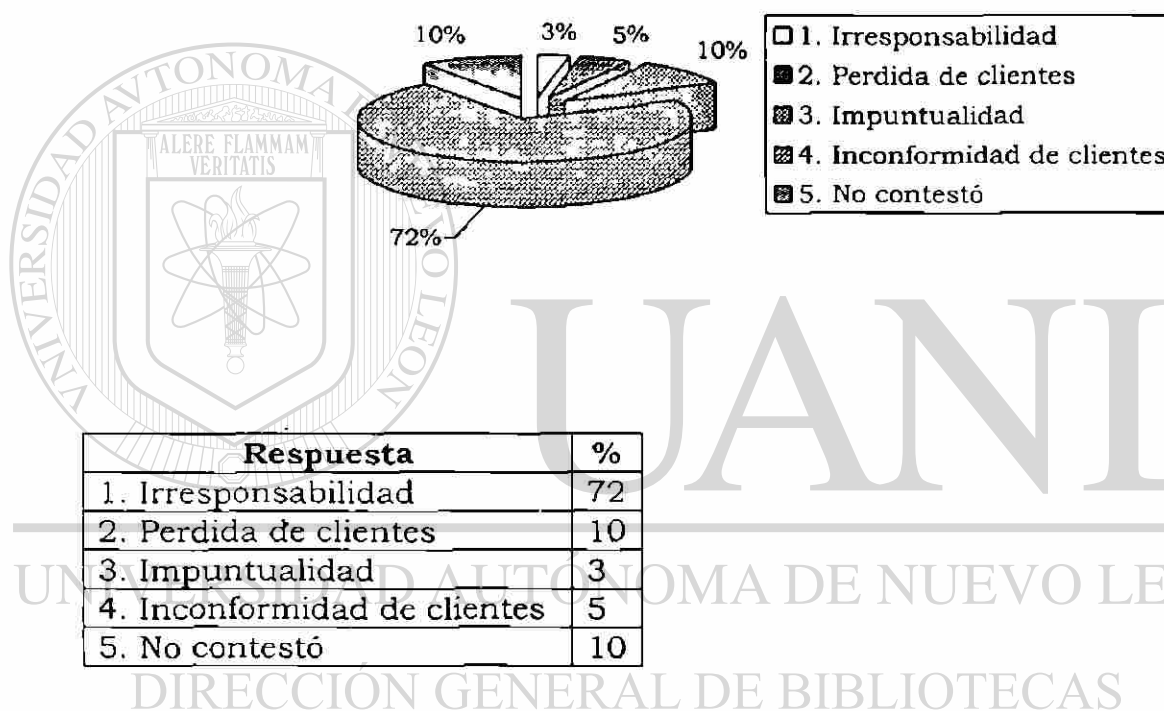 10% 3% 5% 10%
72%
□ 1. Irresponsabilidad
2. Perdida de clientes
3. Impuntualidad
4. Inconformidad de clientes
5. No contestó
ALERE FLAMMAM
VERITATIS
UANL
Respuesta %
1. Irresponsabilidad 72
2. Perdida de clientes 10
3. Impuntualidad 3
4. Inconformidad de clientes 5
5. No contestó 10
UNIVERSIDAD AUTÓNOMA DE NUEVO LE
DIRECCIÓN GENERAL DE BIBLIOTECAS